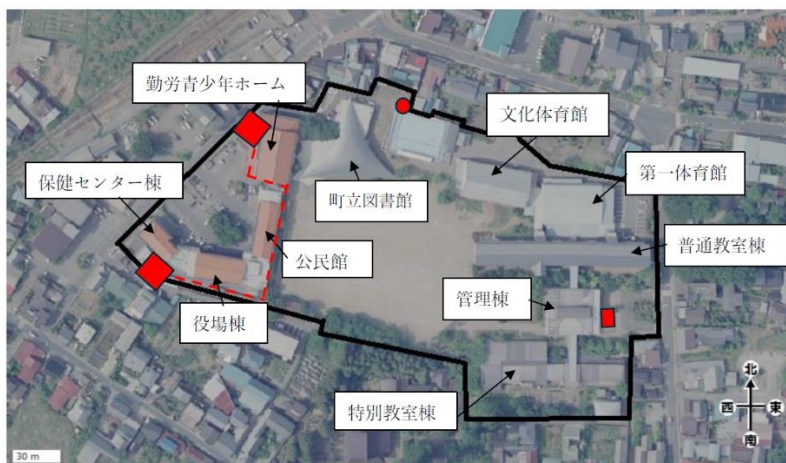 勤労青少年ホーム
文化体育館
保健センター棟
第一体育館
町立図書館
普通教室棟
公民館
管理棟
役場棟
特別教室棟
北
西
東
南
30 m